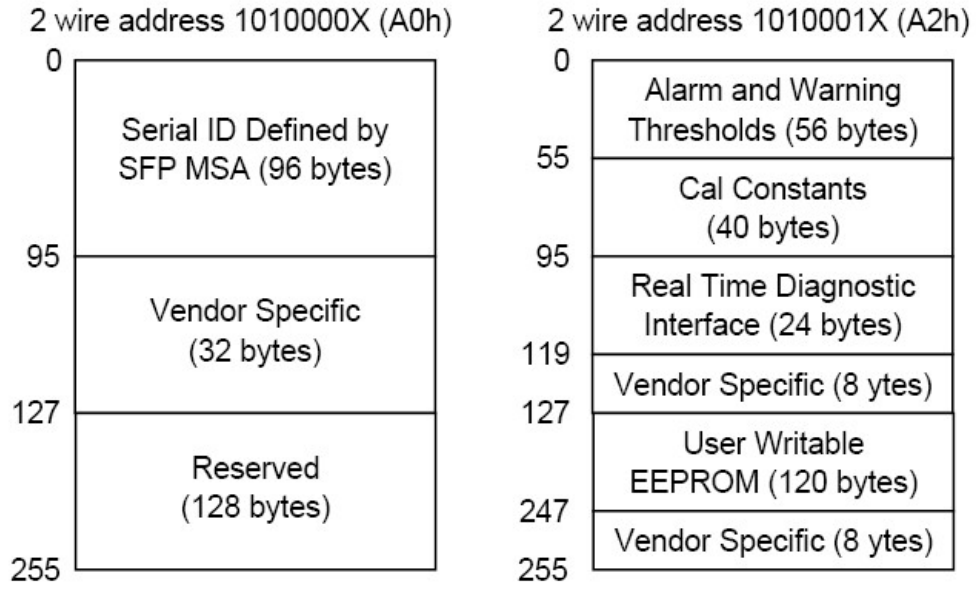 2 wire address 1010000X (A0h)
0
Serial ID Defined by
SFP MSA (96 bytes)
95
Vendor Specific
(32 bytes)
127
Reserved
(128 bytes)
255
2 wire address 1010001X (A2h)
0
Alarm and Warning
Thresholds (56 bytes)
55
Cal Constants
(40 bytes)
95
Real Time Diagnostic
Interface (24 bytes)
119
Vendor Specific (8 ytes)
127
User Writable
EEPROM (120 bytes)
247
Vendor Specific (8 ytes)
255